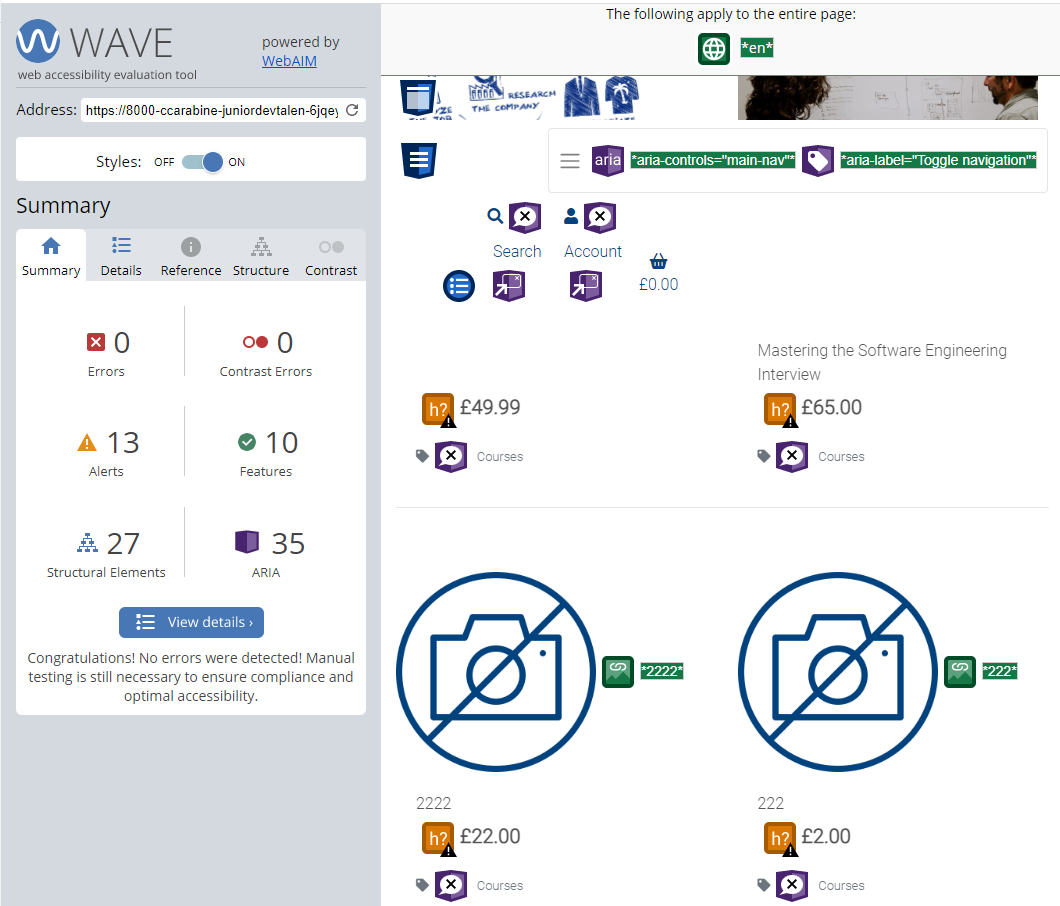 WAVE
web accessibility evaluation tool
powered by
WebAIM
Address: https://8000-ccarabine-juniordevtalen-6jqey
Styles: OFF ON
Summary
Summary Details Reference Structure Contrast
0 0
Errors Contrast Errors
13 10
Alerts Features
27 35
Structural Elements ARIA
View details ›
Congratulations! No errors were detected! Manual
testing is still necessary to ensure compliance and
optimal accessibility.
The following apply to the entire page:
*en*
RESEARCH
THE COMPANY
aria *aria-controls="main-nav"* *aria-label="Toggle navigation"*
Search Account
£0.00
Mastering the Software Engineering
Interview
h? £49.99 h? £65.00
Courses Courses
*2222* *222*
2222 222
h? £22.00 h? £2.00
Courses Courses